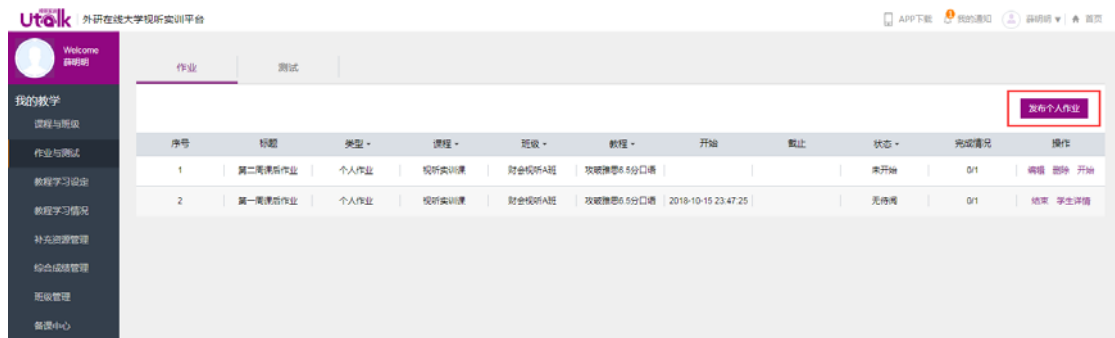 Utalk 外研在线大学视听实训平台 APP下载 我的通知 薛明明 首页
Welcome
薛明明
作业 测试
发布个人作业
我的教学
课程与班级
作业与测试
教程学习设定
教程学习情况
补充资源管理
综合成绩管理
班级管理
备课中心
序号 标题 类型 课程 班级 教程 开始 截止 状态 完成情况 操作
1 第二周课后作业 个人作业 视听实训课 财会视听A班 攻破雅思6.5分口语 未开始 0/1 编辑 删除 开始
2 第一周课后作业 个人作业 视听实训课 财会视听A班 攻破雅思6.5分口语 2018-10-15 23:47:25 无待阅 0/1 结束 学生详情